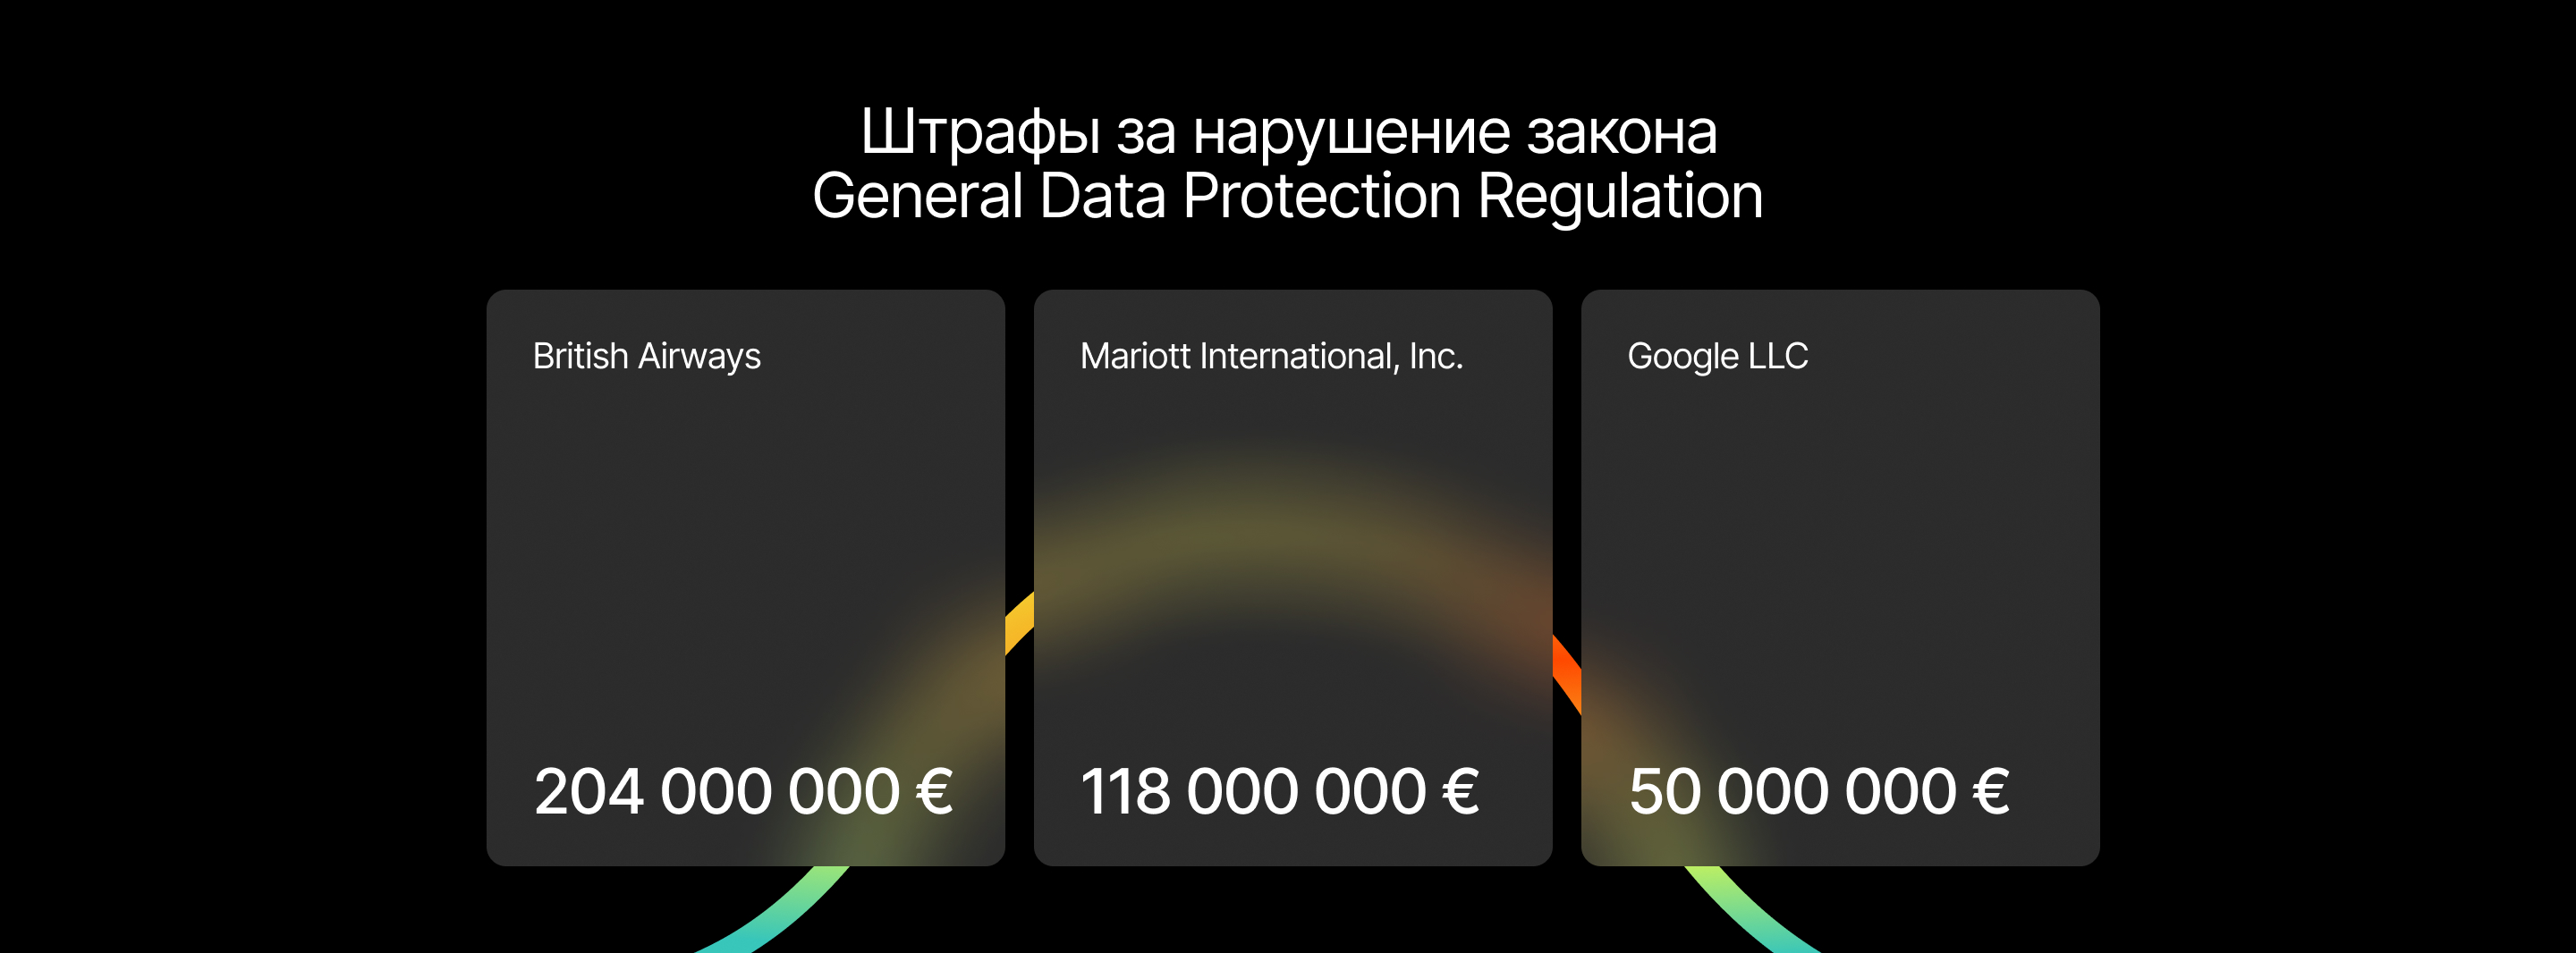 Штрафы за нарушение закона
General Data Protection Regulation
British Airways
204 000 000 €
Mariott International, Inc.
118 000 000 €
Google LLC
50 000 000 €